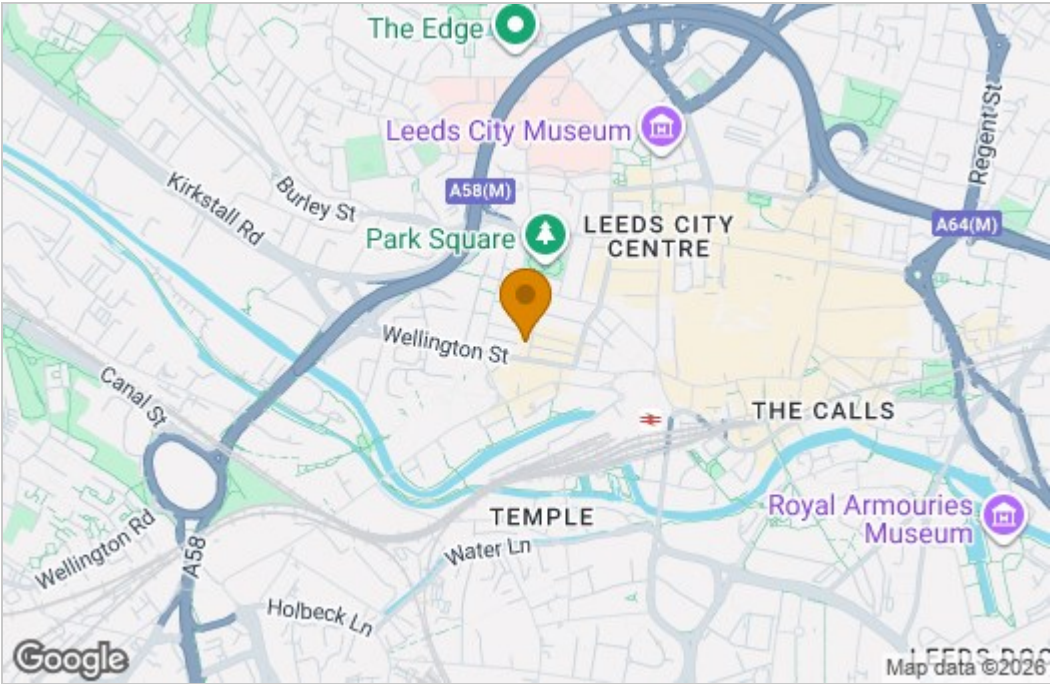 The Edge
Leeds City Museum
Regent St
Kirkstall Rd
Burley St
A58(M)
Park Square
LEEDS CITY
CENTRE
A64(M)
Wellington St
Canal St
THE CALLS
TEMPLE
Royal Armouries
Museum
Wellington Rd
A58
Water Ln
Holbeck Ln
Google
LEEDS DOC
Map data ©2026